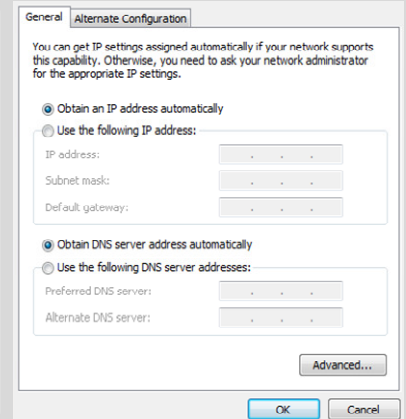 General
Alternate Configuration
You can get IP settings assigned automatically if your network supports
this capability. Otherwise, you need to ask your network administrator
for the appropriate IP settings.
Obtain an IP address automatically
Use the following IP address:
IP address:
Subnet mask:
Default gateway:
Obtain DNS server address automatically
Use the following DNS server addresses:
Preferred DNS server:
Alternate DNS server:
Advanced...
OK
Cancel